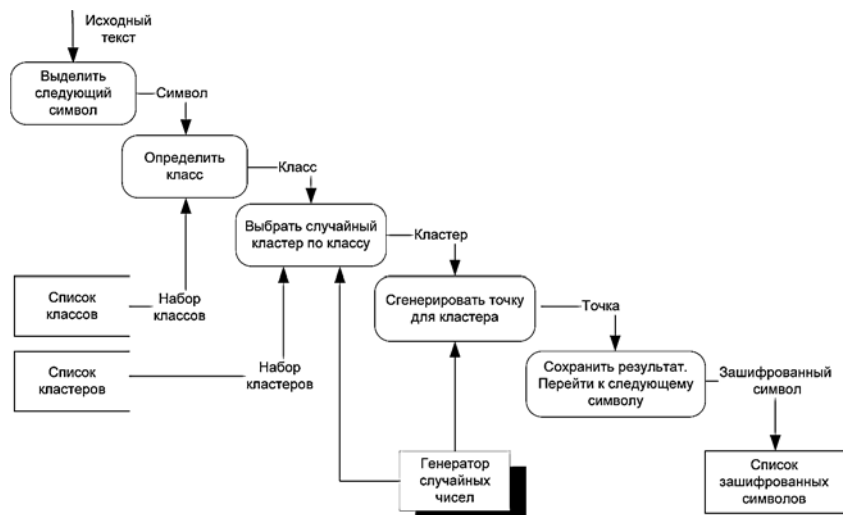 Исходный
текст
Выделить
следующий
символ
Символ
Определить
класс
Класс
Выбрать случайный
кластер по классу
Кластер
Список
классов
Набор
классов
Сгенерировать точку
для кластера
Точка
Список
кластеров
Набор
кластеров
Сохранить результат.
Перейти к следующему
символу
Зашифрованный
символ
Генератор
случайных
чисел
Список
зашифрованных
символов